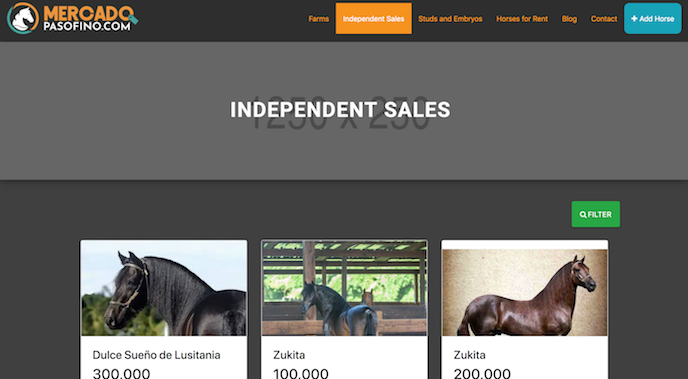 MERCADO
PASOFINO.COM
Farms
Independent Sales
Studs and Embryos
Horses for Rent
Blog
Contact
+ Add Horse
1250 x 250
INDEPENDENT SALES
FILTER
Dulce Sueño de Lusitania
300,000
Zukita
100,000
Zukita
200,000